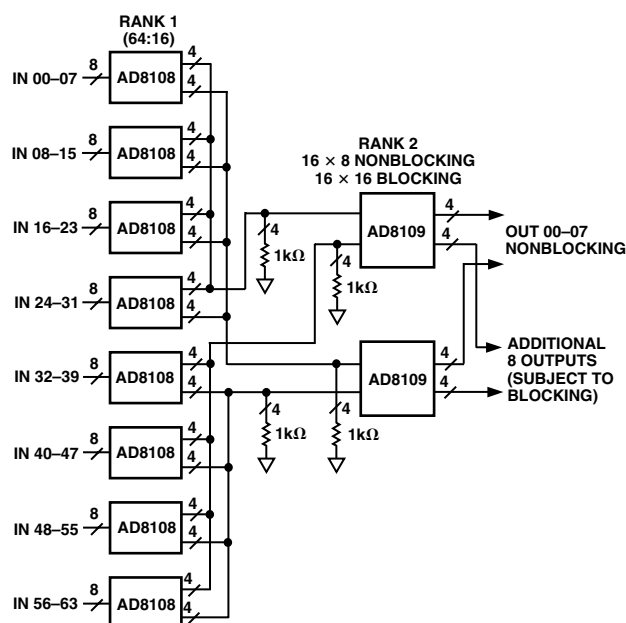 RANK 1
(64:16)
IN 00–07
8
AD8108
4
4
IN 08–15
8
AD8108
4
4
IN 16–23
8
AD8108
4
4
IN 24–31
8
AD8108
4
4
IN 32–39
8
AD8108
4
4
IN 40–47
8
AD8108
4
4
IN 48–55
8
AD8108
4
4
IN 56–63
8
AD8108
4
4
RANK 2
16 × 8 NONBLOCKING
16 × 16 BLOCKING
4
1kΩ
4
1kΩ
AD8109
4
4
4
1kΩ
4
1kΩ
AD8109
4
4
OUT 00–07
NONBLOCKING
ADDITIONAL
8 OUTPUTS
(SUBJECT TO
BLOCKING)